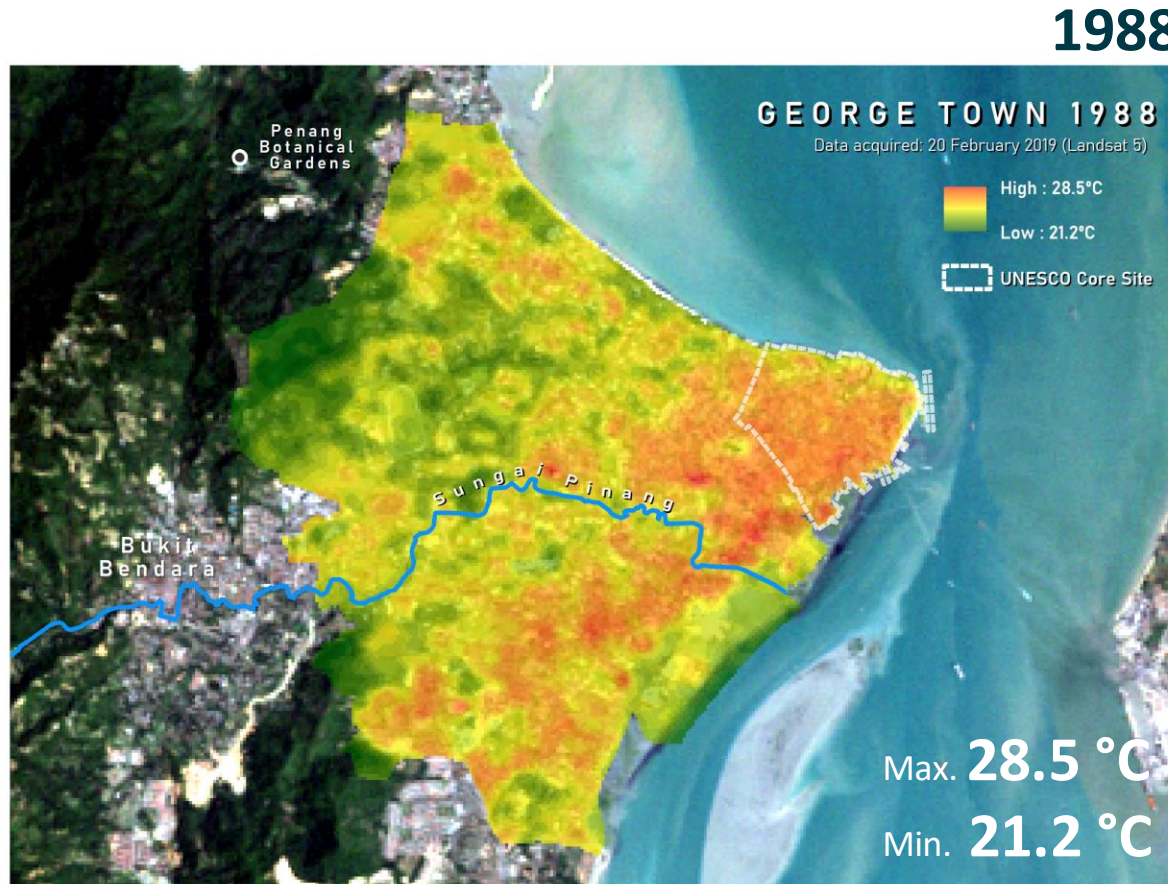 1988
GEORGE TOWN 1988
Data acquired: 20 February 2019 (Landsat 5)
Penang
Botanical
Gardens
High : 28.5°C
Low : 21.2°C
UNESCO Core Site
Sungai Pinang
Bukit
Bendara
Max. 28.5 °C
Min. 21.2 °C